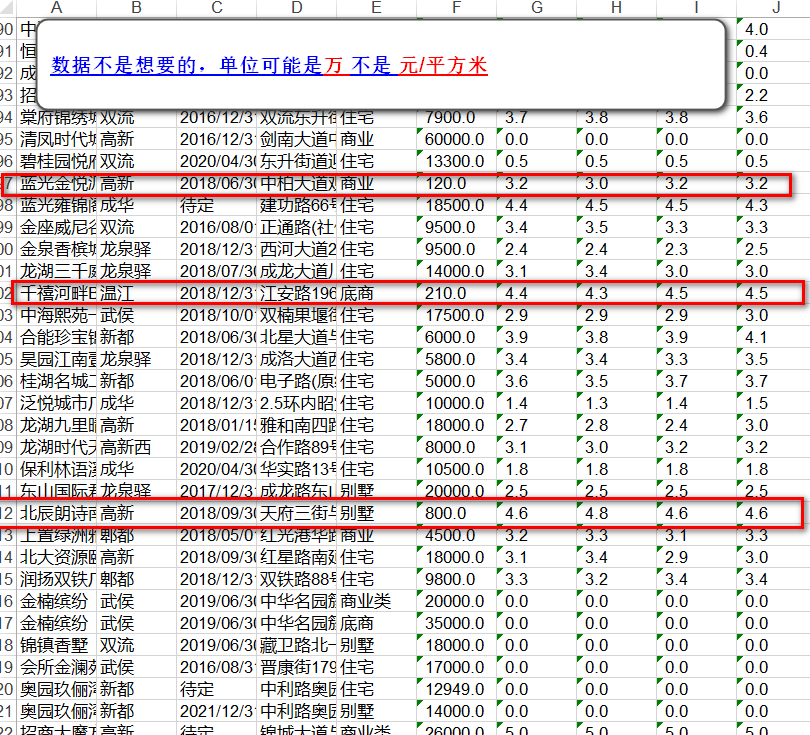 A B C D E F G H I J
90 中 4.0
91 恒 0.4
92 成 0.0
93 招 2.2
数据不是想要的，单位可能是万 不是 元/平方米
94 棠府锦绣城 双流 2016/12/31 双流东升街 住宅 7900.0 3.7 3.8 3.8 3.6
95 清凤时代城 高新 2016/12/31 剑南大道中 商业 60000.0 0.0 0.0 0.0 0.0
96 碧桂园悦府 双流 2020/04/30 东升街道 住宅 13300.0 0.5 0.5 0.5 0.5
97 蓝光金悦 高新 2018/06/30 中柏大道 商业 120.0 3.2 3.0 3.2 3.2
98 蓝光雍锦阁 成华 待定 建功路66号 住宅 18500.0 4.4 4.5 4.5 4.3
99 金座威尼谷 双流 2016/08/01 正通路(社 住宅 9500.0 3.4 3.5 3.3 3.3
00 金泉香槟城 龙泉驿 2018/12/31 西河大道2 住宅 9500.0 2.4 2.4 2.3 2.5
01 龙湖三千 龙泉驿 2018/07/30 成龙大道 住宅 14000.0 3.1 3.4 3.0 3.0
02 千禧河畔 温江 2018/12/31 江安路196 底商 210.0 4.4 4.3 4.5 4.5
03 中海熙苑一 武侯 2018/10/01 双楠果堰街 住宅 17500.0 2.9 2.9 2.9 3.0
04 合能珍宝锦 新都 2018/06/30 北星大道与 住宅 6000.0 3.9 3.8 3.9 4.1
05 昊园江南 龙泉驿 2018/12/31 成洛大道西 住宅 5800.0 3.4 3.4 3.3 3.5
06 桂湖名城二 新都 2018/06/01 电子路(原 住宅 5000.0 3.6 3.5 3.7 3.7
07 泛悦城市广 成华 2018/12/31 2.5环内昭 住宅 10000.0 1.4 1.3 1.4 1.5
08 龙湖九里晴 高新 2018/01/15 雅和南四路 住宅 18000.0 2.7 2.8 2.4 3.0
09 龙湖时代天 高新西 2019/02/28 合作路89号 住宅 8000.0 3.1 3.0 3.2 3.2
10 保利林语溪 成华 2020/04/30 华实路13号 住宅 10500.0 1.8 1.8 1.8 1.8
11 东山国际 龙泉驿 2017/12/31 成龙路东山 别墅 20000.0 2.5 2.5 2.5 2.5
12 北辰朗诗南 高新 2018/09/30 天府三街与 别墅 800.0 4.6 4.8 4.6 4.6
13 上置绿洲雅 郫都 2018/05/01 红光港华路 商业 4500.0 3.2 3.3 3.1 3.3
14 北大资源 高新 2018/09/30 红星路南延 住宅 18000.0 3.1 3.4 2.9 3.0
15 润扬双铁广 郫都 2018/12/31 双铁路88号 住宅 9800.0 3.3 3.2 3.4 3.4
16 金楠缤纷 武侯 2019/06/30 中华名园 商业类 20000.0 0.0 0.0 0.0 0.0
17 金楠缤纷 武侯 2019/06/30 中华名园 底商 35000.0 0.0 0.0 0.0 0.0
18 锦镇香墅 双流 2019/06/30 藏卫路北一 别墅 18000.0 0.0 0.0 0.0 0.0
19 会所金澜苑 武侯 2016/08/31 晋康街179 住宅 17000.0 0.0 0.0 0.0 0.0
20 奥园玖俪湾 新都 待定 中利路奥园 住宅 12949.0 0.0 0.0 0.0 0.0
21 奥园玖俪湾 新都 2021/12/31 中利路奥园 别墅 14000.0 0.0 0.0 0.0 0.0
22 招商大魔方 高新 待定 锦城大道 商业类 26000.0 5.0 5.0 5.0 5.0